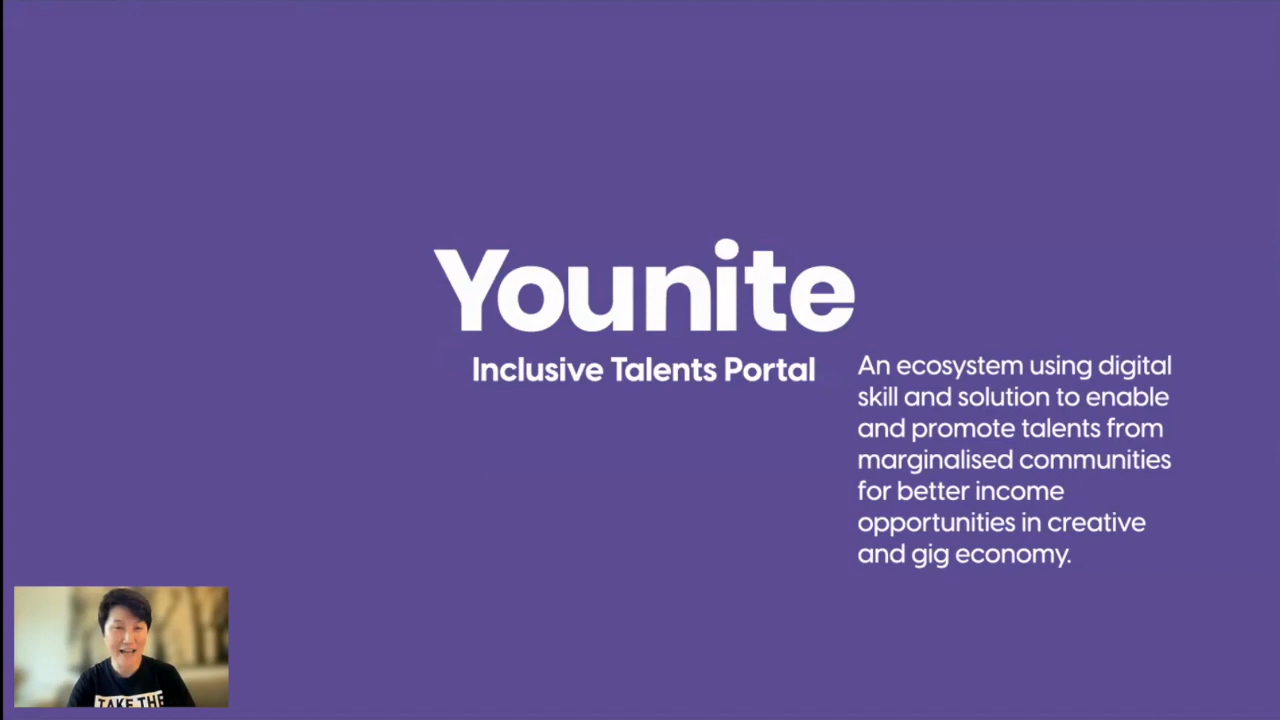 Younite
Inclusive Talents Portal
An ecosystem using digital
skill and solution to enable
and promote talents from
marginalised communities
for better income
opportunities in creative
and gig economy.
TAKE THE